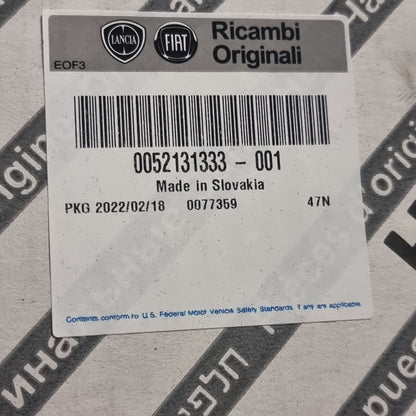 LANCIA FIAT Ricambi
Originali
EOF3
0052131333 - 001
Made in Slovakia
PKG 2022/02/18 0077359 47N
Contents conform to U.S. Federal Motor Vehicle Safety Standards. If any are applicable.